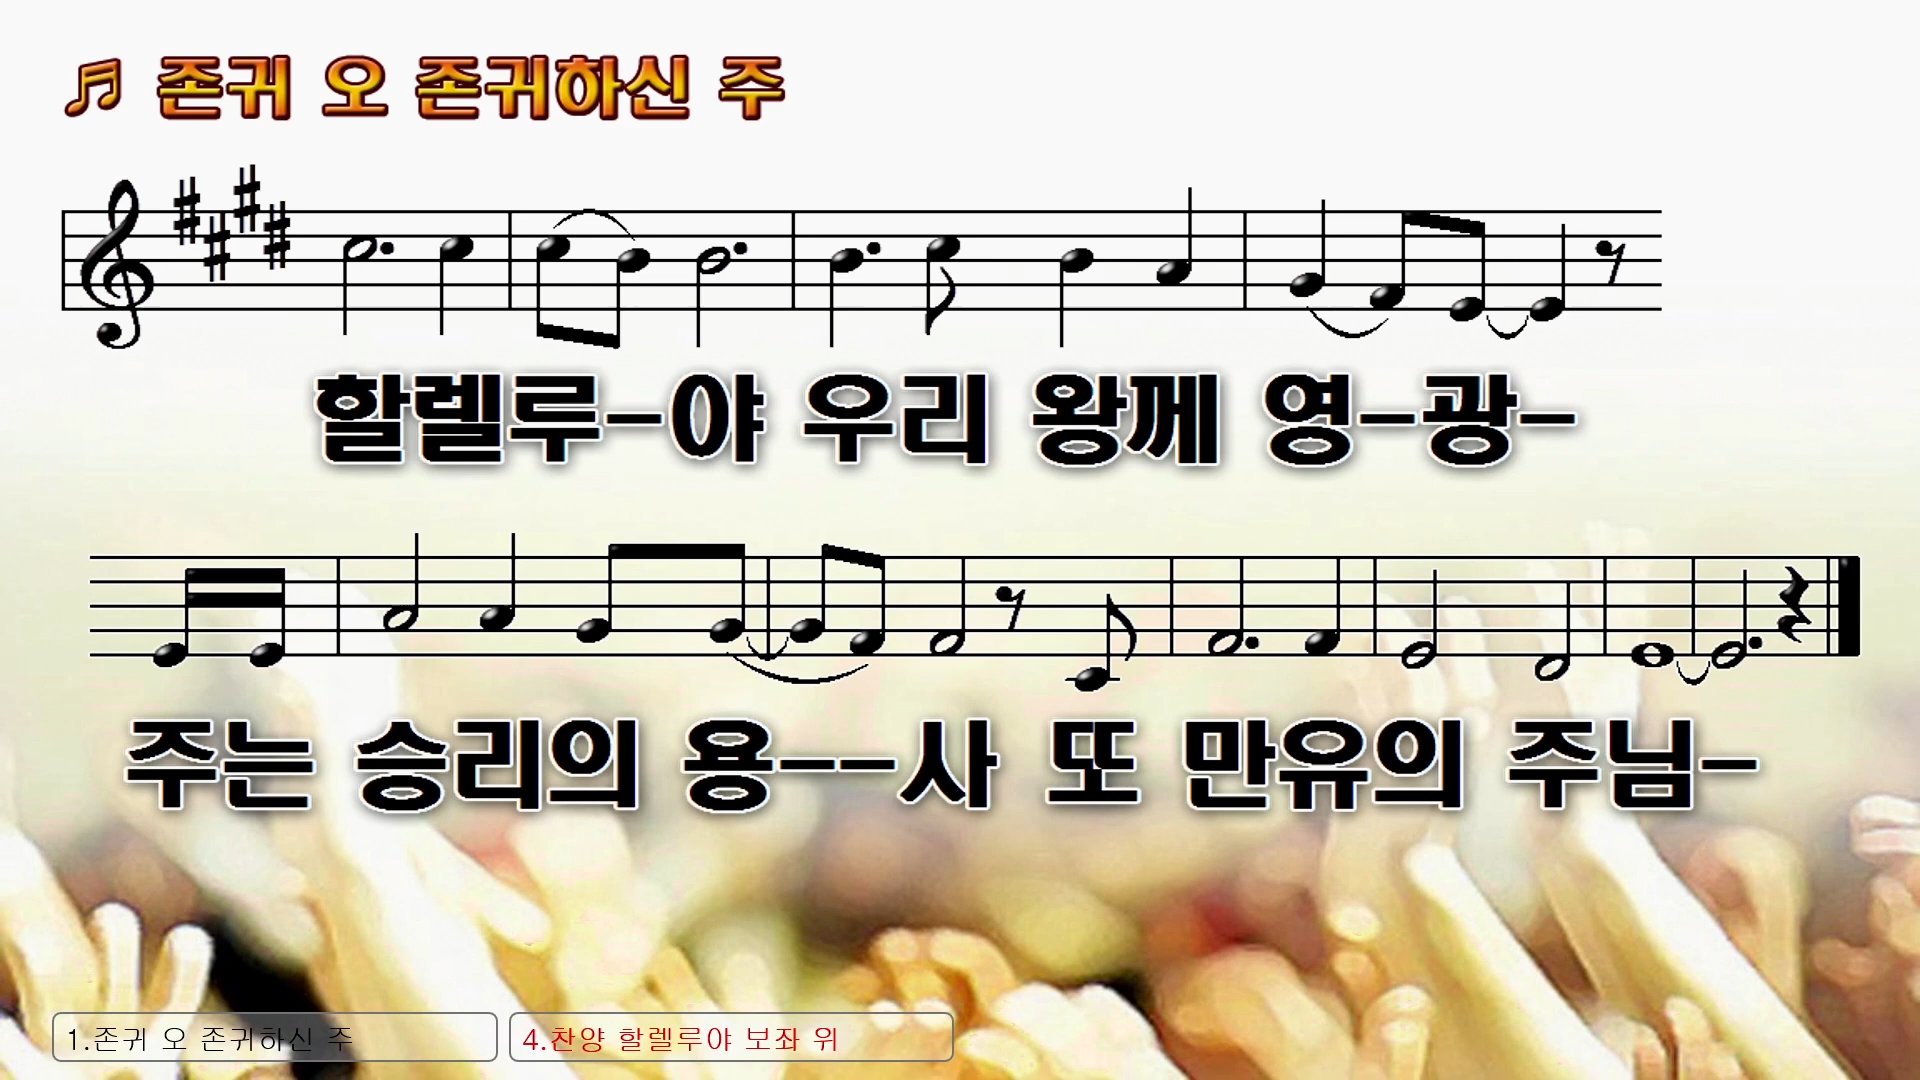 ♬ 존귀 오 존귀하신 주
할렐루-야 우리 왕께 영-광-
주는 승리의 용--사 또 만유의 주님-
1.존귀 오 존귀하신 주
4.찬양 할렐루야 보좌 위